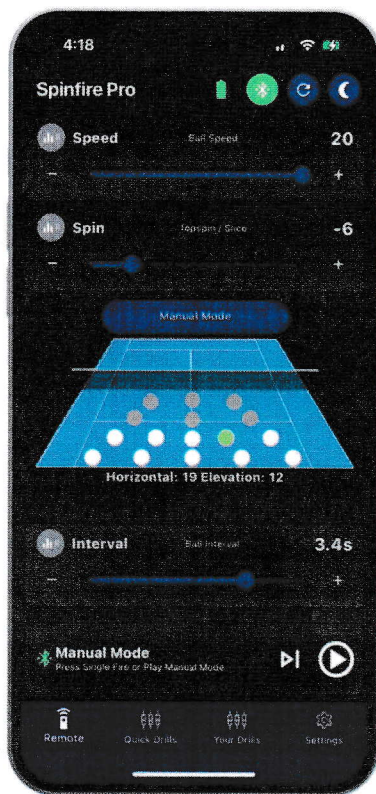 4:18
Spinfire Pro
Speed Ball Speed 20
− +
Spin Topspin / Slice -6
− +
Manual Mode
Horizontal: 19 Elevation: 12
Interval Ball Interval 3.4s
− +
Manual Mode
Press Single Fire or Play Manual Mode
Remote Quick Drills Your Drills Settings